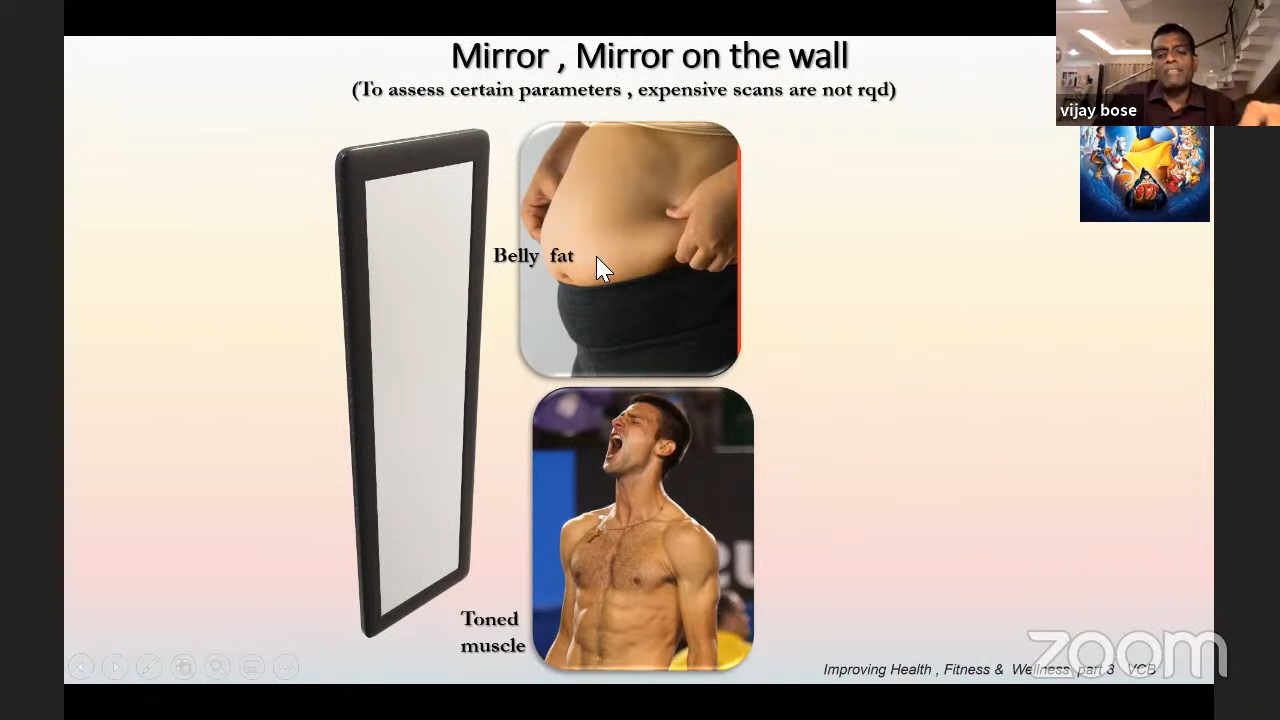 Mirror , Mirror on the wall
(To assess certain parameters , expensive scans are not rqd)
vijay bose
Belly fat
Toned
muscle
Improving Health , Fitness & Wellness part 3 VCB
zoom